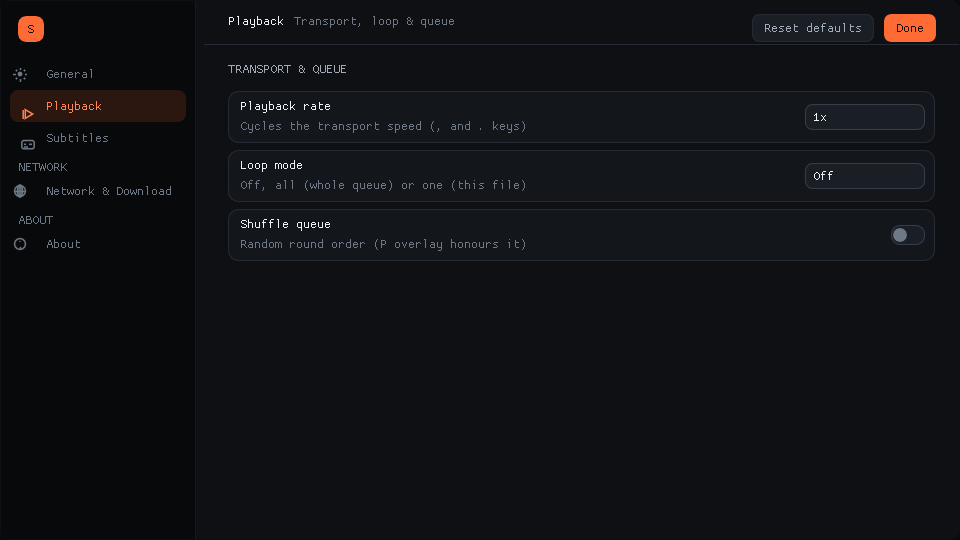 S
General
Playback
Subtitles
NETWORK
Network & Download
ABOUT
About
Playback Transport, loop & queue
Reset defaults
Done
TRANSPORT & QUEUE
Playback rate
Cycles the transport speed (, and . keys)
1x
Loop mode
Off, all (whole queue) or one (this file)
Off
Shuffle queue
Random round order (P overlay honours it)